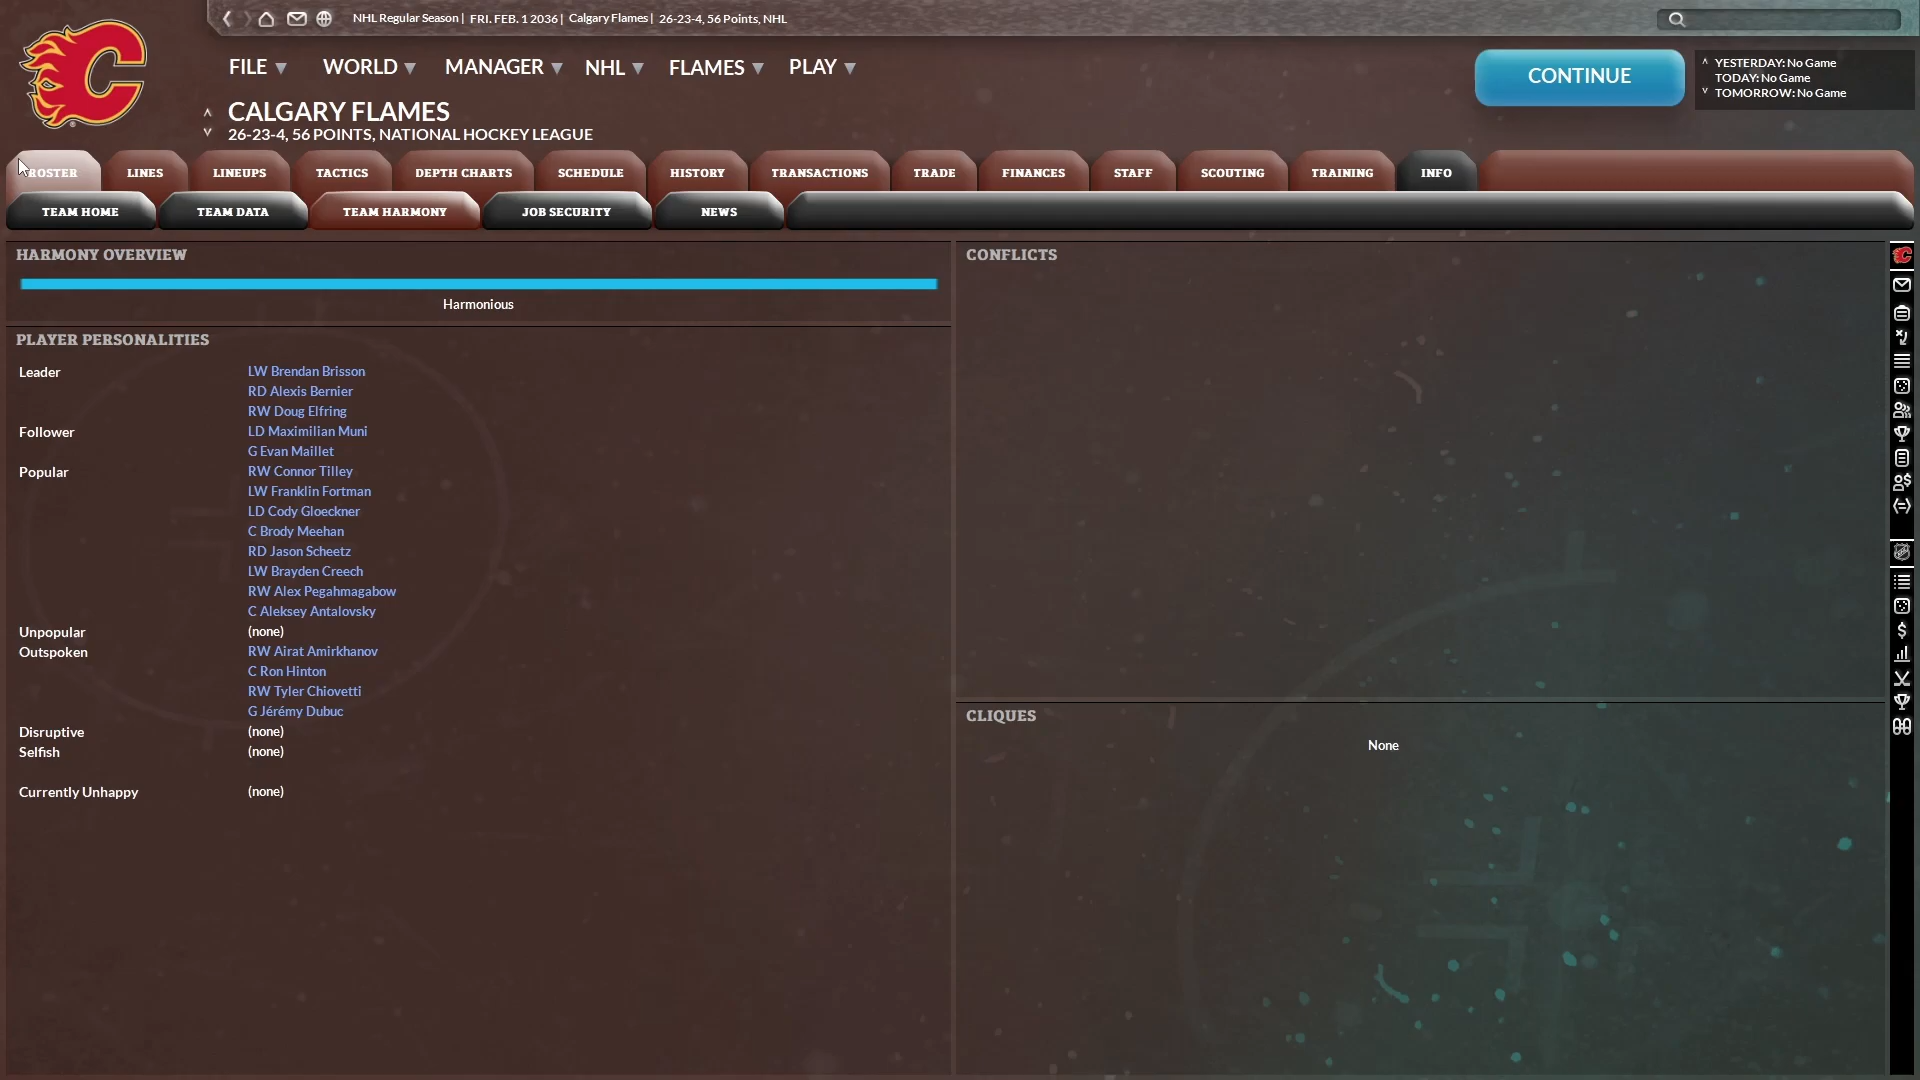 NHL Regular Season | FRI. FEB. 1 2036 | Calgary Flames | 26-23-4, 56 Points, NHL
FILE ▼ WORLD ▼ MANAGER ▼ NHL ▼ FLAMES ▼ PLAY ▼
CONTINUE
YESTERDAY: No Game
TODAY: No Game
TOMORROW: No Game
CALGARY FLAMES
26-23-4, 56 POINTS, NATIONAL HOCKEY LEAGUE
ROSTER LINES LINEUPS TACTICS DEPTH CHARTS SCHEDULE HISTORY TRANSACTIONS TRADE FINANCES STAFF SCOUTING TRAINING INFO
TEAM HOME TEAM DATA TEAM HARMONY JOB SECURITY NEWS
HARMONY OVERVIEW
Harmonious
PLAYER PERSONALITIES
Leader LW Brendan Brisson
RD Alexis Bernier
RW Doug Elfring
Follower LD Maximilian Muni
G Evan Maillet
Popular RW Connor Tilley
LW Franklin Fortman
LD Cody Gloeckner
C Brody Meehan
RD Jason Scheetz
LW Brayden Creech
RW Alex Pegahmagabow
C Aleksey Antalovsky
Unpopular (none)
Outspoken RW Airat Amirkhanov
C Ron Hinton
RW Tyler Chiovetti
G Jérémy Dubuc
Disruptive (none)
Selfish (none)
Currently Unhappy (none)
CONFLICTS
CLIQUES
None